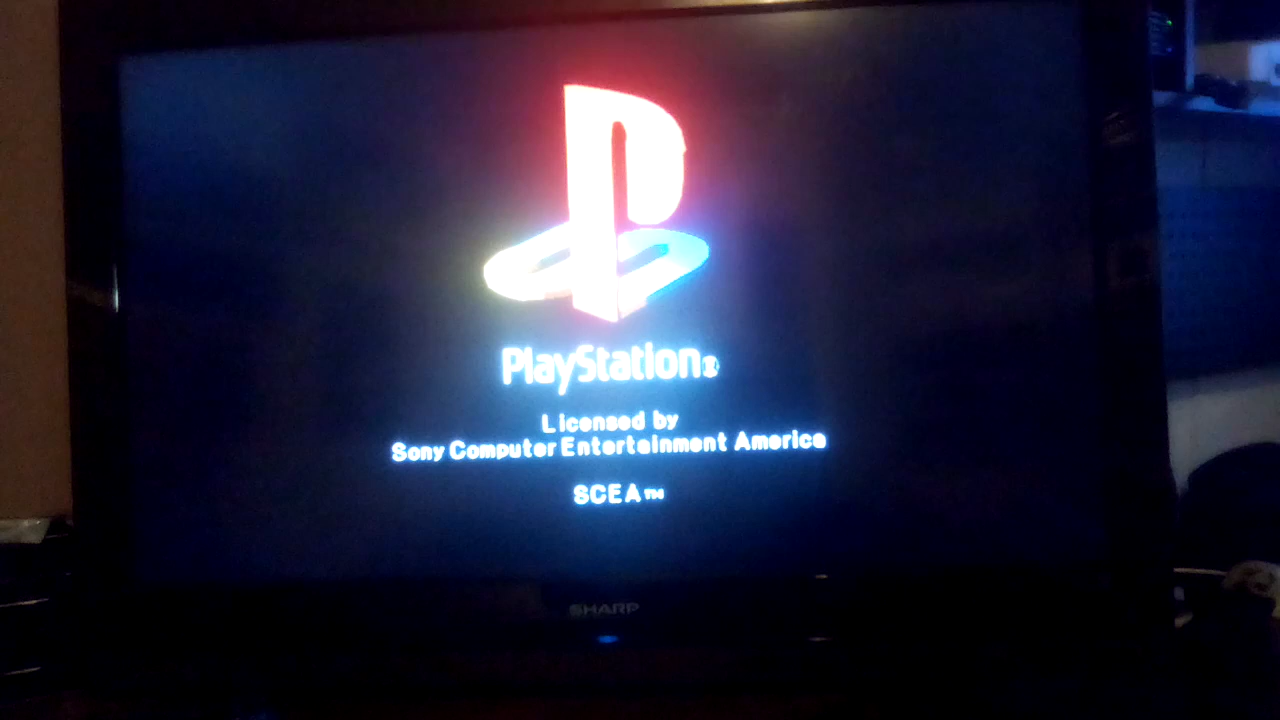 PlayStation®
Licensed by
Sony Computer Entertainment America
SCEA™
SHARP